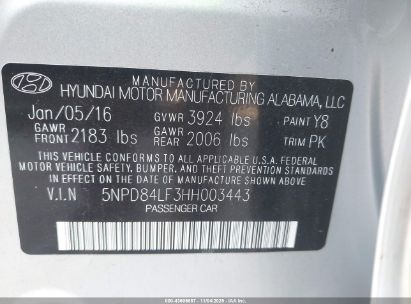 MANUFACTURED BY
HYUNDAI MOTOR MANUFACTURING ALABAMA, LLC
Jan/05/16 GVWR 3924 lbs PAINT Y8
GAWR FRONT 2183 lbs GAWR REAR 2006 lbs TRIM PK
THIS VEHICLE CONFORMS TO ALL APPLICABLE U.S. FEDERAL
MOTOR VEHICLE SAFETY, BUMPER, AND THEFT PREVENTION STANDARDS
IN EFFECT ON THE DATE OF MANUFACTURE SHOWN ABOVE.
V.I.N 5NPD84LF3HH003443
PASSENGER CAR